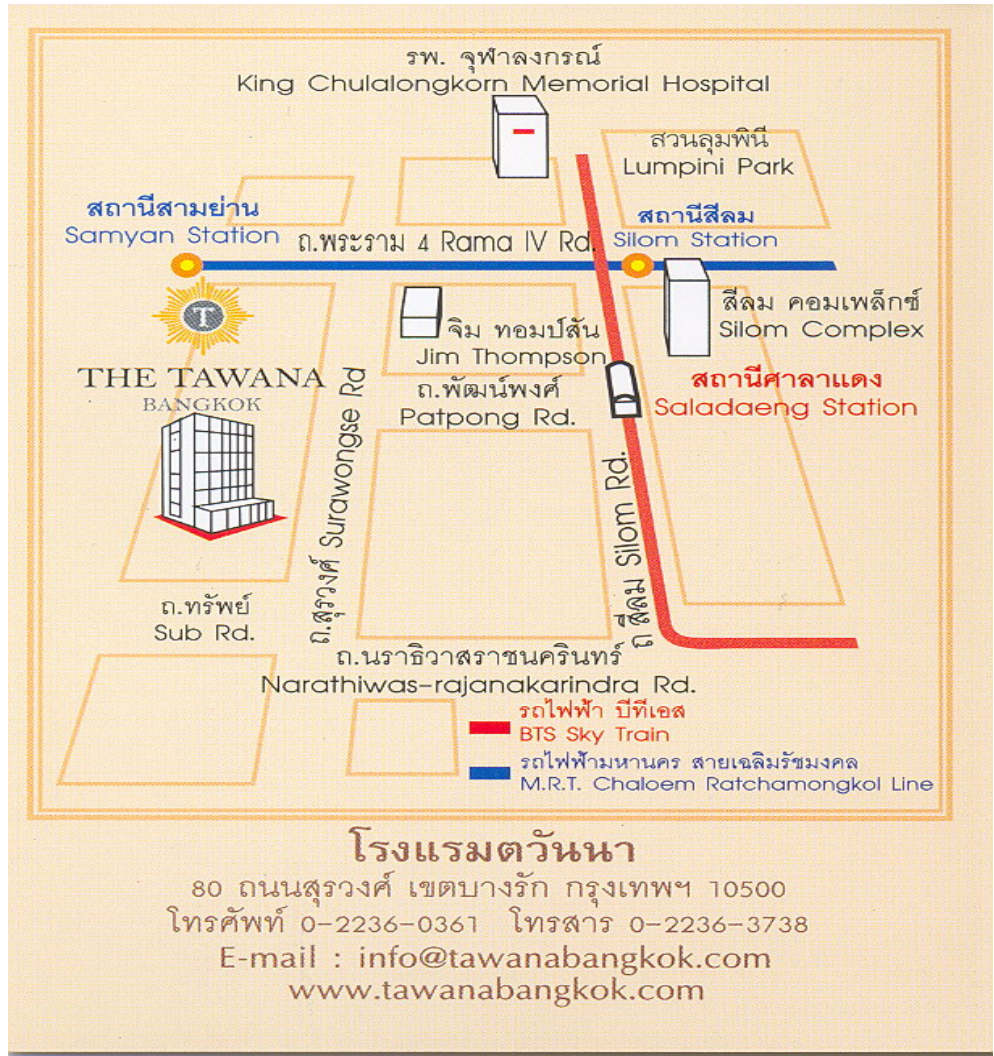 รพ. จุฬาลงกรณ์
King Chulalongkorn Memorial Hospital
สวนลุมพินี
Lumpini Park
สถานีสามย่าน
Samyan Station
ถ.พระราม 4 Rama IV Rd.
สถานีสีลม
Silom Station
T
THE TAWANA
BANGKOK
จิม ทอมป์สัน
Jim Thompson
สีลม คอมเพล็กซ์
Silom Complex
ถ.พัฒน์พงศ์
Patpong Rd.
สถานีศาลาแดง
Saladaeng Station
ถ.สุรวงศ์ Surawongse Rd
ถ สีลม Silom Rd.
ถ.ทรัพย์
Sub Rd.
ถ.นราธิวาสราชนครินทร์
Narathiwas-rajanakarindra Rd.
รถไฟฟ้า บีทีเอส
BTS Sky Train
รถไฟฟ้ามหานคร สายเฉลิมรัชมงคล
M.R.T. Chaloem Ratchamongkol Line
โรงแรมตวันนา
80 ถนนสุรวงศ์ เขตบางรัก กรุงเทพฯ 10500
โทรศัพท์ 0-2236-0361 โทรสาร 0-2236-3738
E-mail : info@tawanabangkok.com
www.tawanabangkok.com